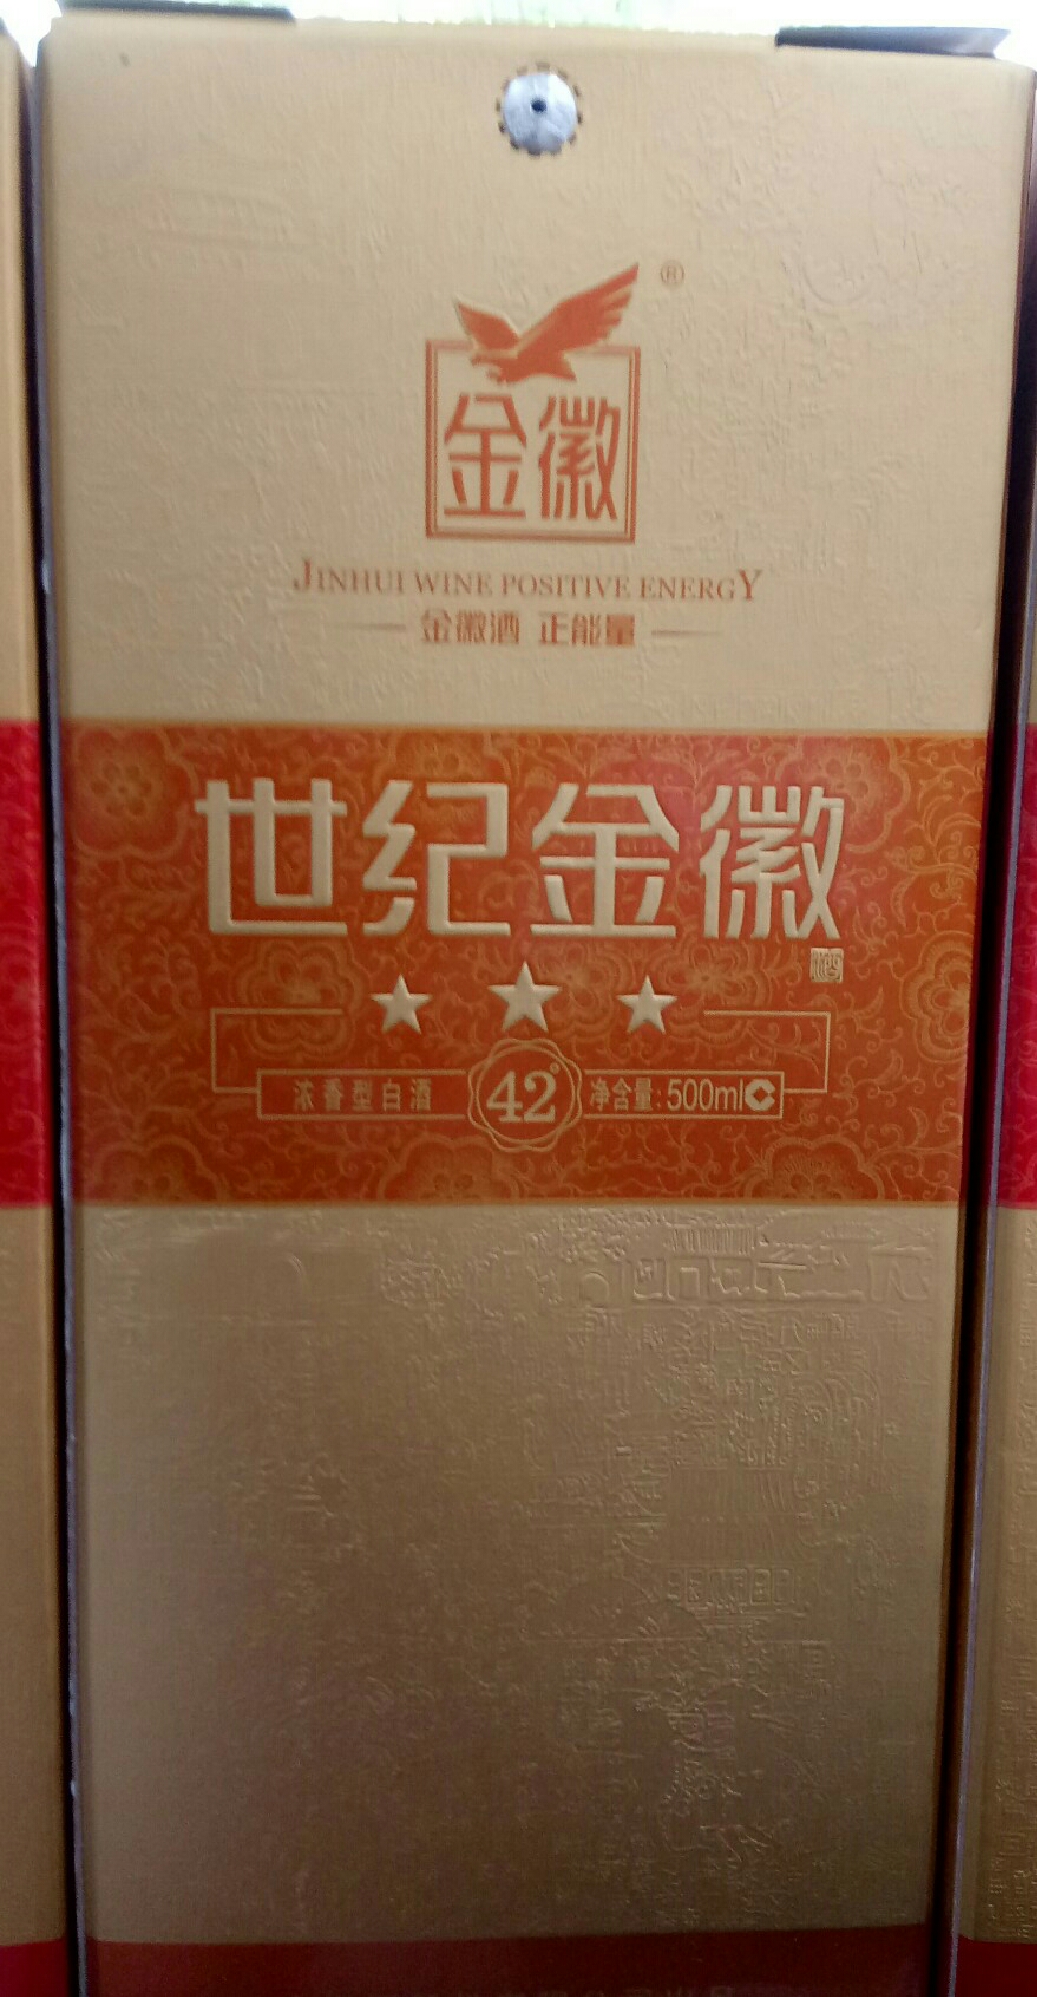 ®
金徽
JINHUI WINE POSITIVE ENERGY
金徽酒 正能量
世纪金徽
浓香型白酒 42° 净含量:500ml